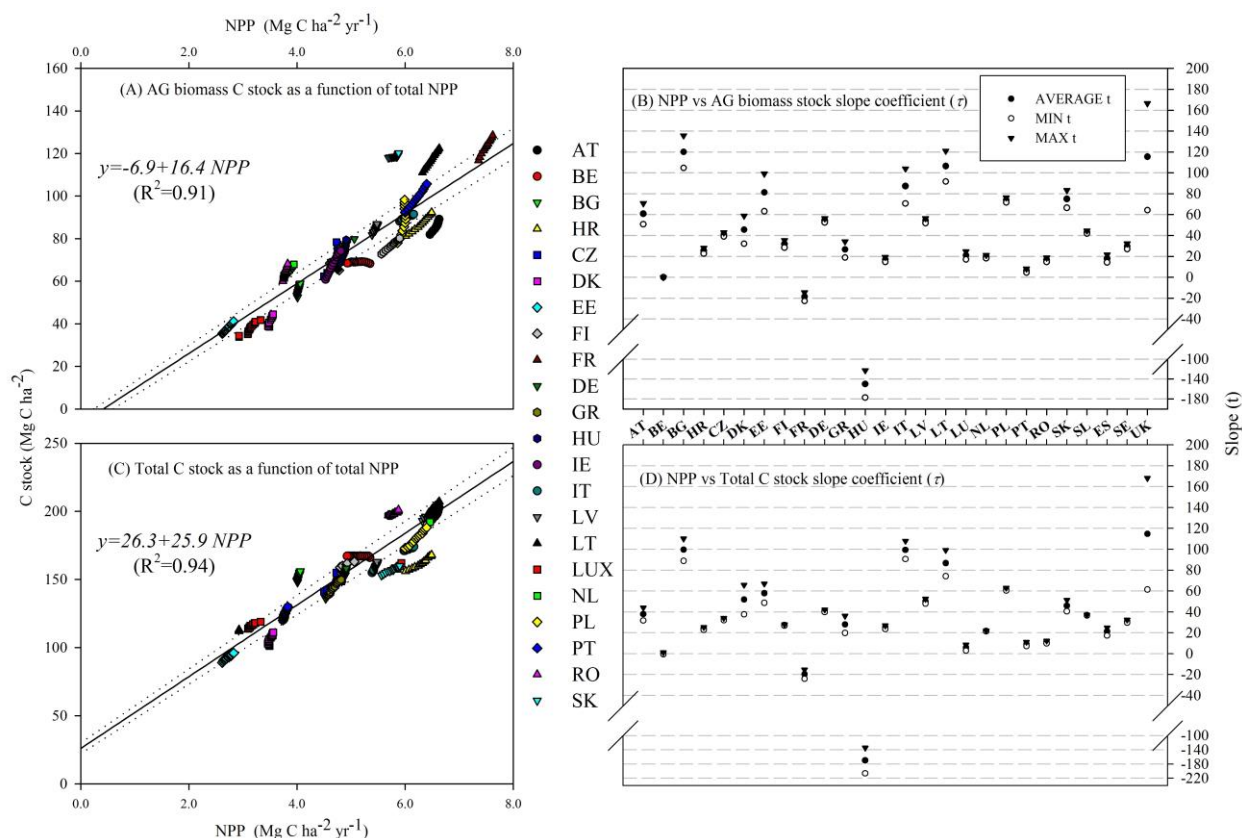 NPP (Mg C ha-2 yr-1)
0.0 2.0 4.0 6.0 8.0
160
140
120
100
80
60
40
20
0
(A) AG biomass C stock as a function of total NPP
y=-6.9+16.4 NPP
(R2=0.91)
C stock (Mg C ha-2)
250
200
150
100
50
0
(C) Total C stock as a function of total NPP
y=26.3+25.9 NPP
(R2=0.94)
0.0 2.0 4.0 6.0 8.0
NPP (Mg C ha-2 yr-1)
AT
BE
BG
HR
CZ
DK
EE
FI
FR
DE
GR
HU
IE
IT
LV
LT
LUX
NL
PL
PT
RO
SK
(B) NPP vs AG biomass stock slope coefficient (τ)
AVERAGE t
MIN t
MAX t
200
180
160
140
120
100
80
60
40
20
0
-20
-40
-100
-140
-180
AT BE BG HR CZ DK EE FI FR DE GR HU IE IT LV LT LU NL PL PT RO SK SL ES SE UK
Slope (t)
(D) NPP vs Total C stock slope coefficient (τ)
200
180
160
140
120
100
80
60
40
20
0
-20
-40
-100
-140
-180
-220